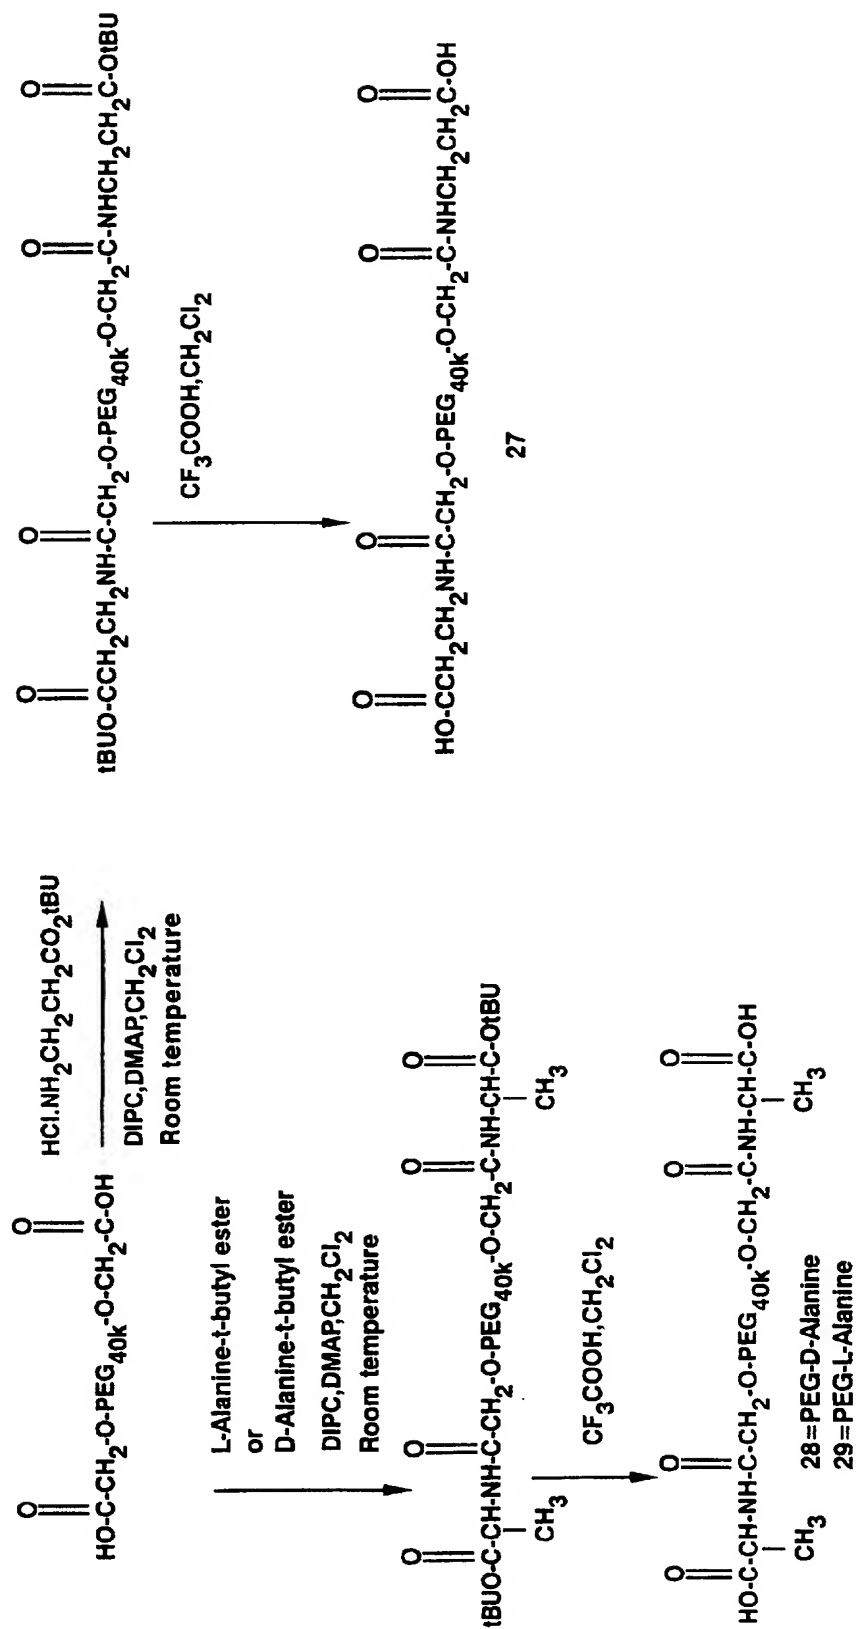 O O
HO-C-CH2-O-PEG40k-O-CH2-C-OH
HCl.NH2CH2CH2CO2tBU
DIPC,DMAP,CH2Cl2
Room temperature
O O O O
tBUO-CCH2CH2NH-C-CH2-O-PEG40k-O-CH2-C-NHCH2CH2C-OtBU
CF3COOH,CH2Cl2
O O O O
HO-CCH2CH2NH-C-CH2-O-PEG40k-O-CH2-C-NHCH2CH2C-OH
27
L-Alanine-t-butyl ester
or
D-Alanine-t-butyl ester
DIPC,DMAP,CH2Cl2
Room temperature
O O O O
tBUO-C-CH-NH-C-CH2-O-PEG40k-O-CH2-C-NH-CH-C-OtBU
CH3 CH3
CF3COOH,CH2Cl2
O O O O
HO-C-CH-NH-C-CH2-O-PEG40k-O-CH2-C-NH-CH-C-OH
CH3 CH3
28=PEG-D-Alanine
29=PEG-L-Alanine